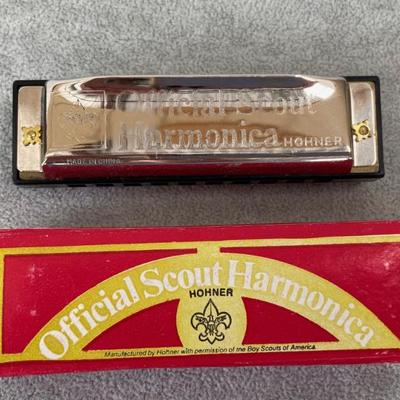 Official Scout
Harmonica HOHNER
MADE IN CHINA
Official Scout Harmonica
HOHNER
Manufactured by Hohner with permission of the Boy Scouts of America.